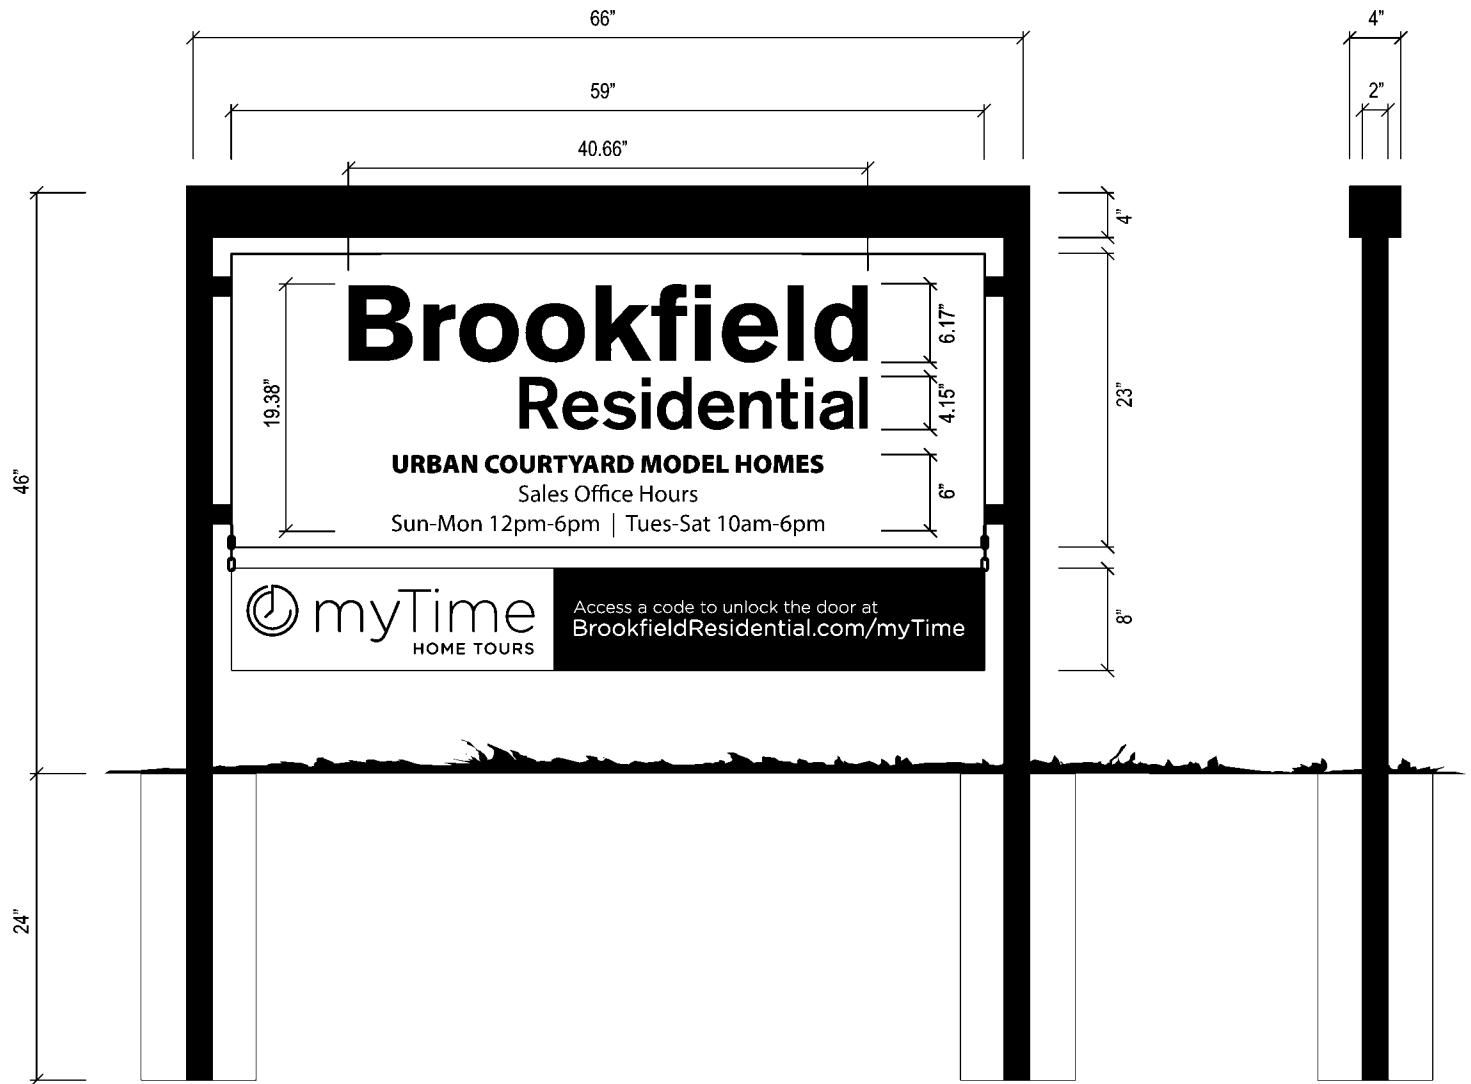 66”
4”
59”
2”
40.66”
4”
Brookfield
6.17”
19.38”
23”
Residential
4.15”
46”
URBAN COURTYARD MODEL HOMES
Sales Office Hours
6”
Sun-Mon 12pm-6pm | Tues-Sat 10am-6pm
myTime
HOME TOURS
Access a code to unlock the door at
BrookfieldResidential.com/myTime
8”
24”